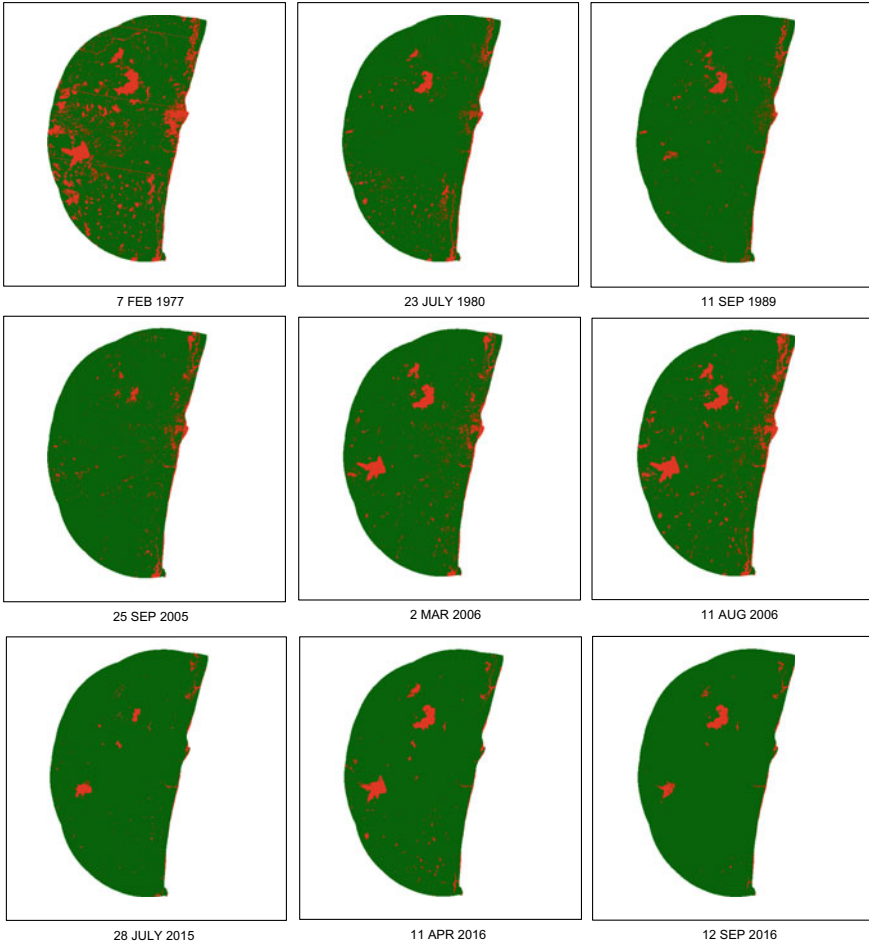 7 FEB 1977
23 JULY 1980
11 SEP 1989
25 SEP 2005
2 MAR 2006
11 AUG 2006
28 JULY 2015
11 APR 2016
12 SEP 2016